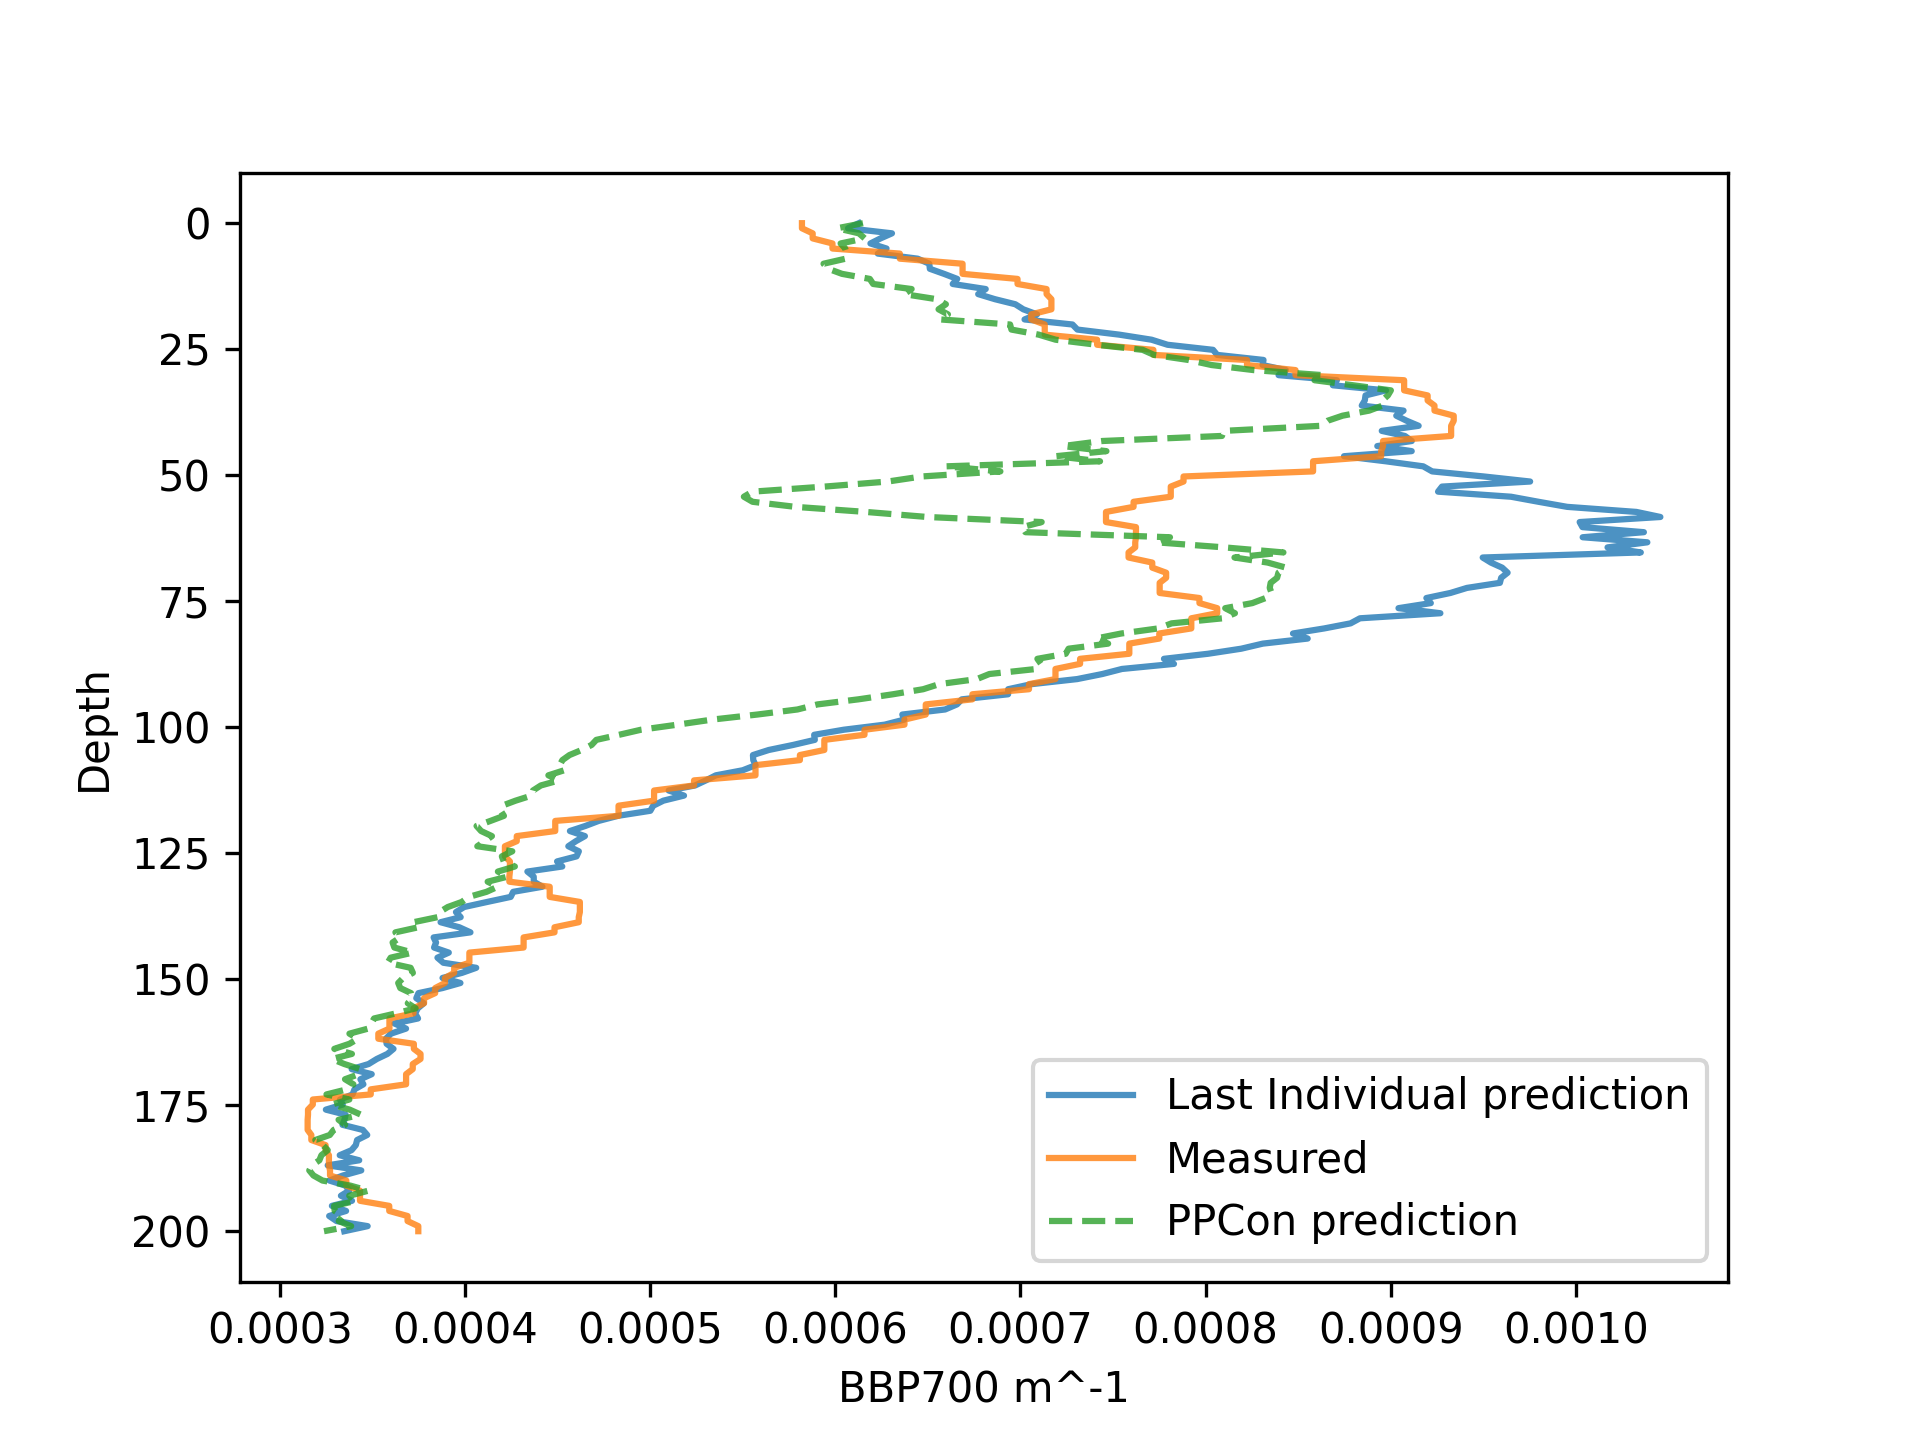 0
25
50
75
100
125
150
175
200
Depth
0.0003 0.0004 0.0005 0.0006 0.0007 0.0008 0.0009 0.0010
BBP700 m^-1
Last Individual prediction
Measured
PPCon prediction